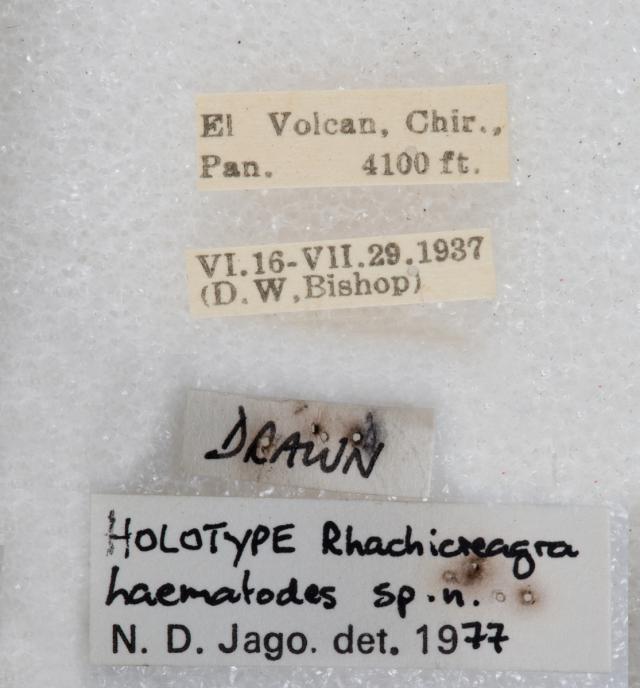 El Volcan, Chir.,
Pan. 4100 ft.
VI.16-VII.29.1937
(D.W.Bishop)
DRAWN
HOLOTYPE Rhachicreagra
haematodes sp.n.
N. D. Jago. det. 1977